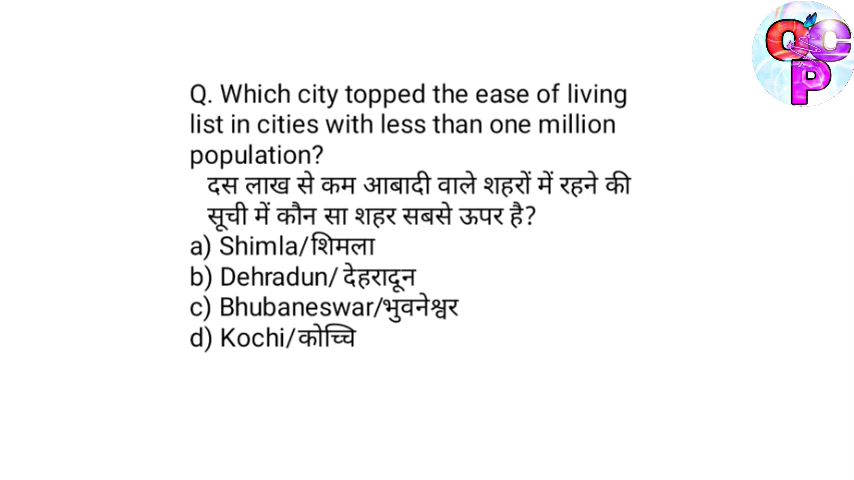 Q C
P
Q. Which city topped the ease of living
list in cities with less than one million
population?
दस लाख से कम आबादी वाले शहरों में रहने की
सूची में कौन सा शहर सबसे ऊपर है?
a) Shimla/शिमला
b) Dehradun/ देहरादून
c) Bhubaneswar/भुवनेश्वर
d) Kochi/कोच्चि